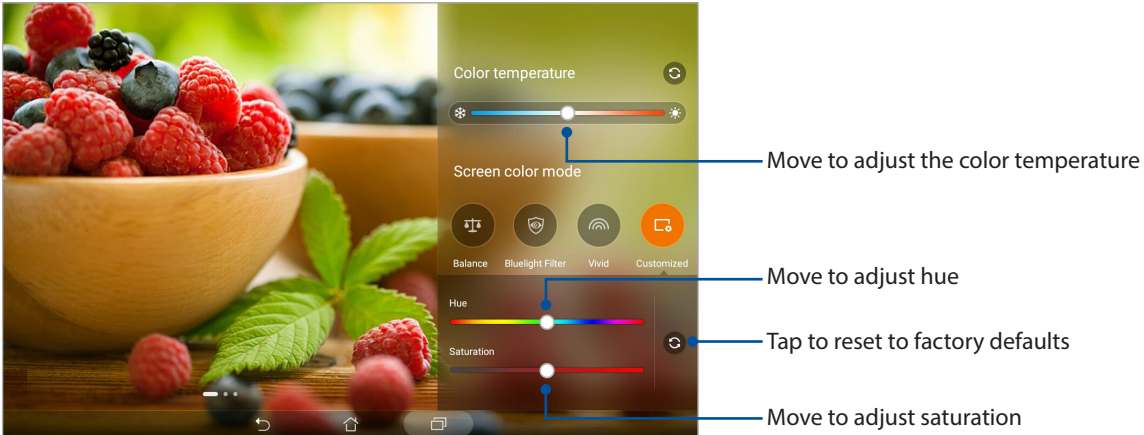 Color temperature
Move to adjust the color temperature
Screen color mode
Balance
Bluelight Filter
Vivid
Customized
Move to adjust hue
Hue
Tap to reset to factory defaults
Saturation
Move to adjust saturation